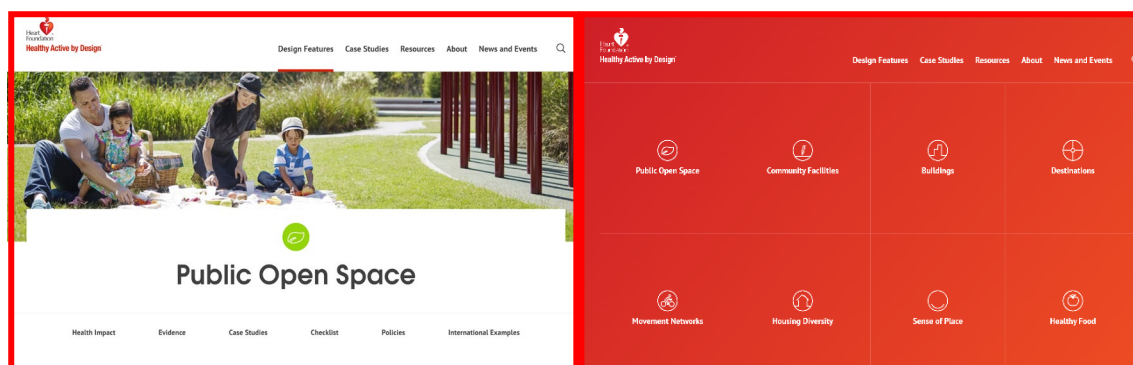 Heart
Foundation
Healthy Active by Design
Design Features Case Studies Resources About News and Events
Public Open Space
Health Impact Evidence Case Studies Checklist Policies International Examples
Heart
Foundation
Healthy Active by Design
Design Features Case Studies Resources About News and Events
Public Open Space Community Facilities Buildings Destinations
Movement Networks Housing Diversity Sense of Place Healthy Food